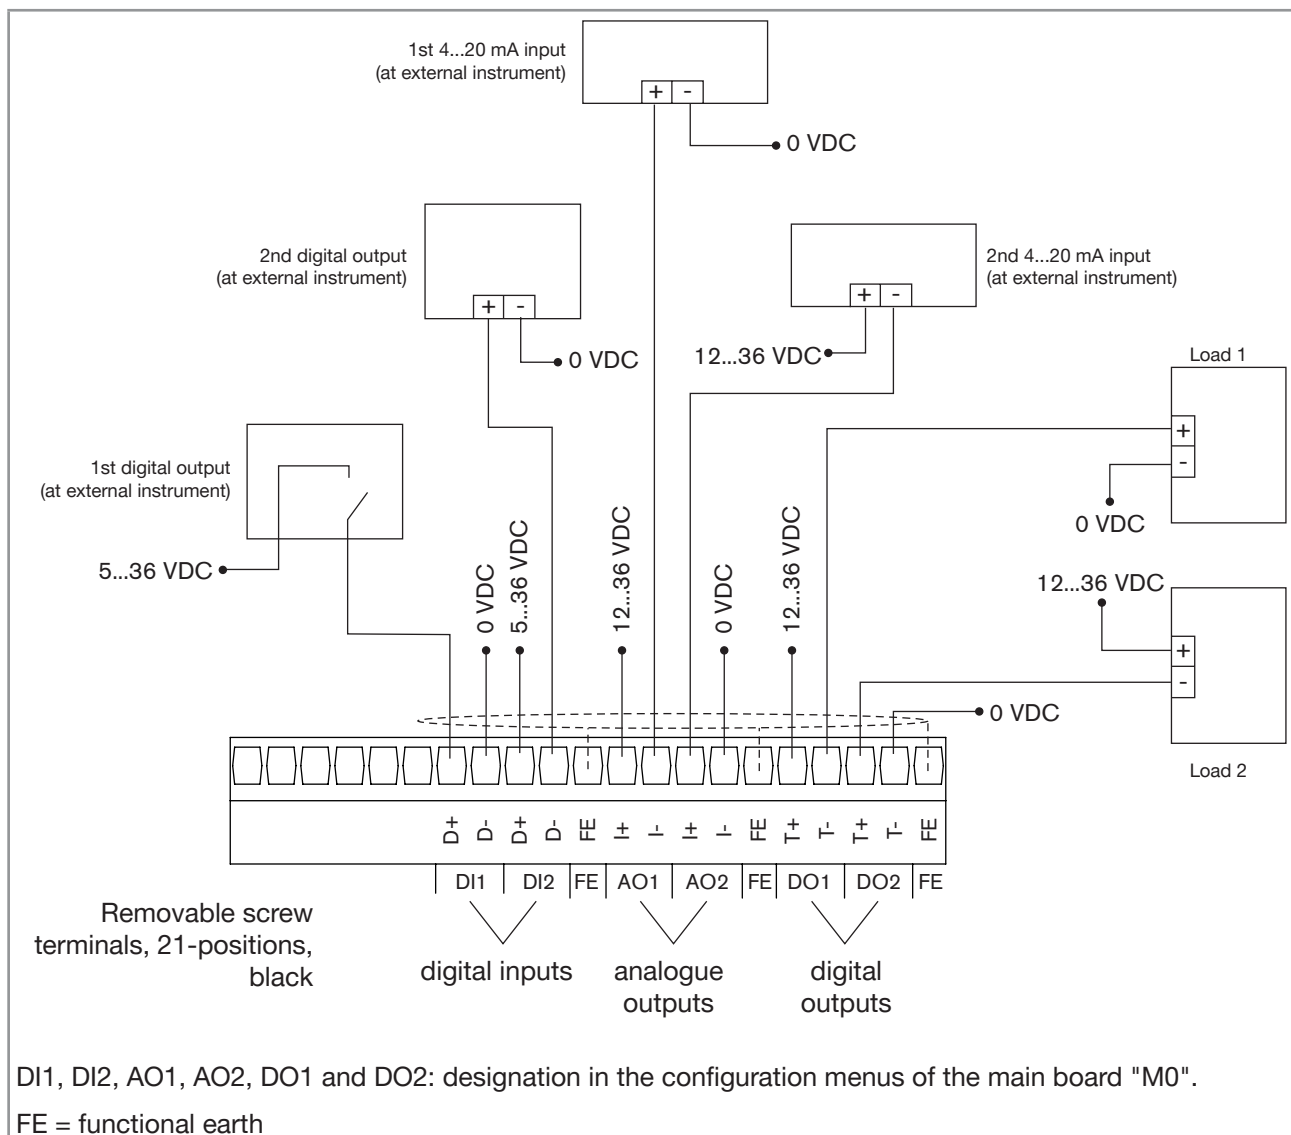 1st 4...20 mA input
(at external instrument)
+ -
0 VDC
2nd digital output
(at external instrument)
+ -
0 VDC
2nd 4...20 mA input
(at external instrument)
+ -
12...36 VDC
Load 1
+
-
0 VDC
1st digital output
(at external instrument)
5...36 VDC
0 VDC
5...36 VDC
12...36 VDC
0 VDC
12...36 VDC
12...36 VDC
+
-
0 VDC
Load 2
D+ D- D+ D- FE I+ I- I+ I- FE T+ T- T+ T- FE
DI1 DI2 FE AO1 AO2 FE DO1 DO2 FE
Removable screw
terminals, 21-positions,
black
digital inputs
analogue
outputs
digital
outputs
DI1, DI2, AO1, AO2, DO1 and DO2: designation in the configuration menus of the main board "M0".
FE = functional earth